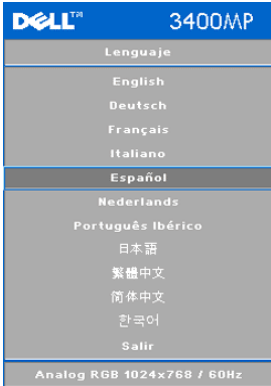 DELL™ 3400MP
Lenguaje
English
Deutsch
Français
Italiano
Español
Nederlands
Português Ibérico
日本語
繁體中文
简体中文
한국어
Salir
Analog RGB 1024x768 / 60Hz